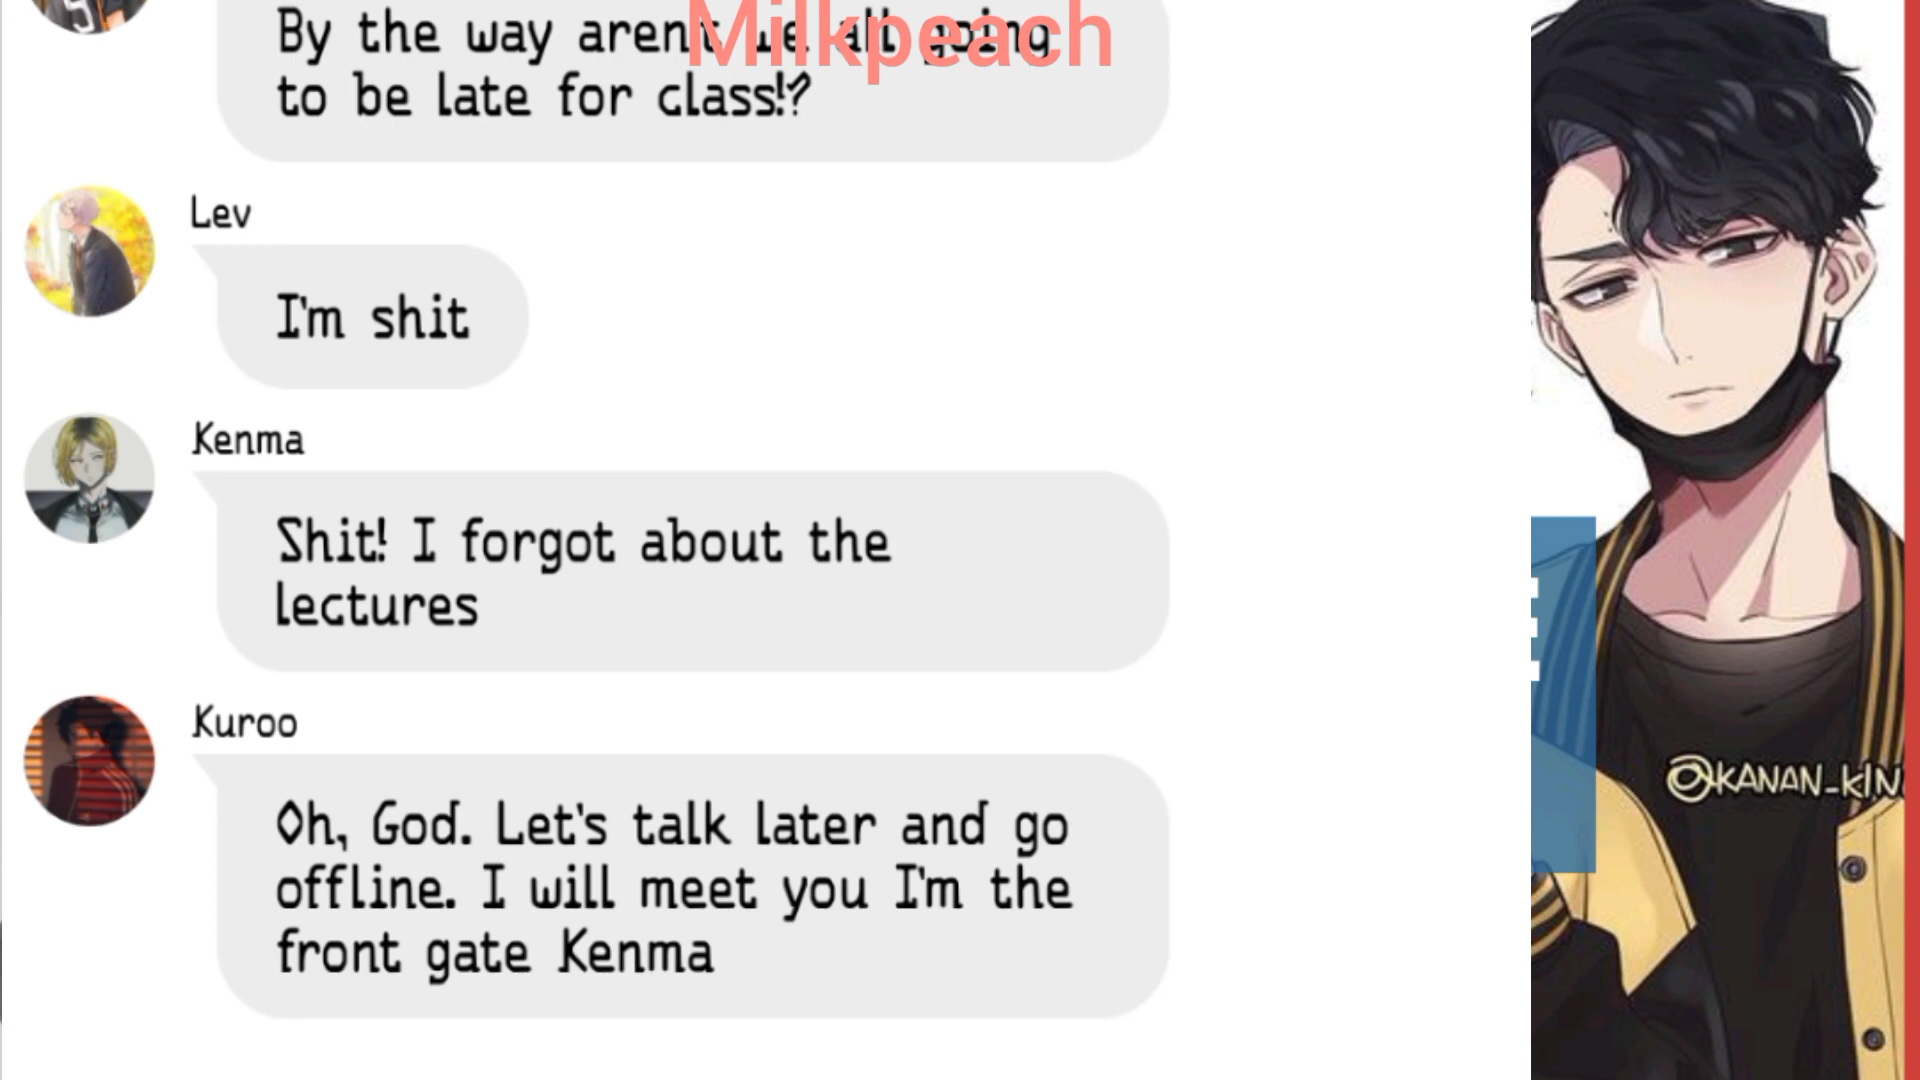 Milkpeach
By the way aren't we all going
to be late for class!?
Lev
I'm shit
Kenma
Shit! I forgot about the
lectures
Kuroo
Oh, God. Let's talk later and go
offline. I will meet you I'm the
front gate Kenma
@KANAN_KIN